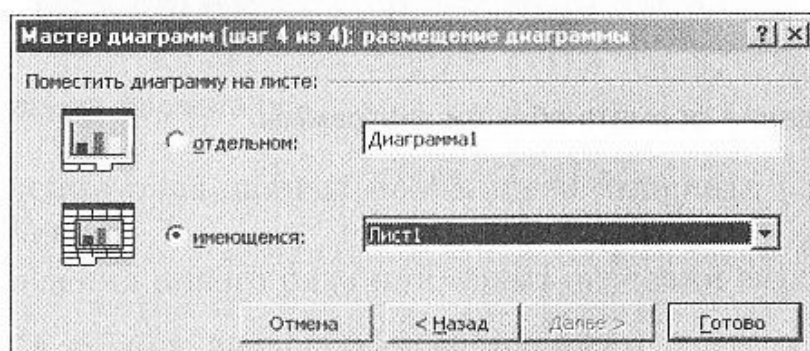 Мастер диаграмм (шаг 4 из 4): размещение диаграммы
Поместить диаграмму на листе:
отдельном: Диаграмма1
имеющемся: Лист1
Отмена < Назад Далее > Готово